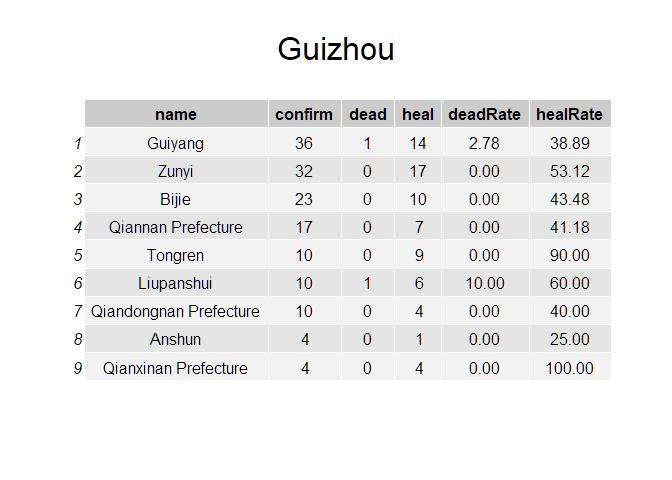 Guizhou
name confirm dead heal deadRate healRate
1 Guiyang 36 1 14 2.78 38.89
2 Zunyi 32 0 17 0.00 53.12
3 Bijie 23 0 10 0.00 43.48
4 Qiannan Prefecture 17 0 7 0.00 41.18
5 Tongren 10 0 9 0.00 90.00
6 Liupanshui 10 1 6 10.00 60.00
7 Qiandongnan Prefecture 10 0 4 0.00 40.00
8 Anshun 4 0 1 0.00 25.00
9 Qianxinan Prefecture 4 0 4 0.00 100.00